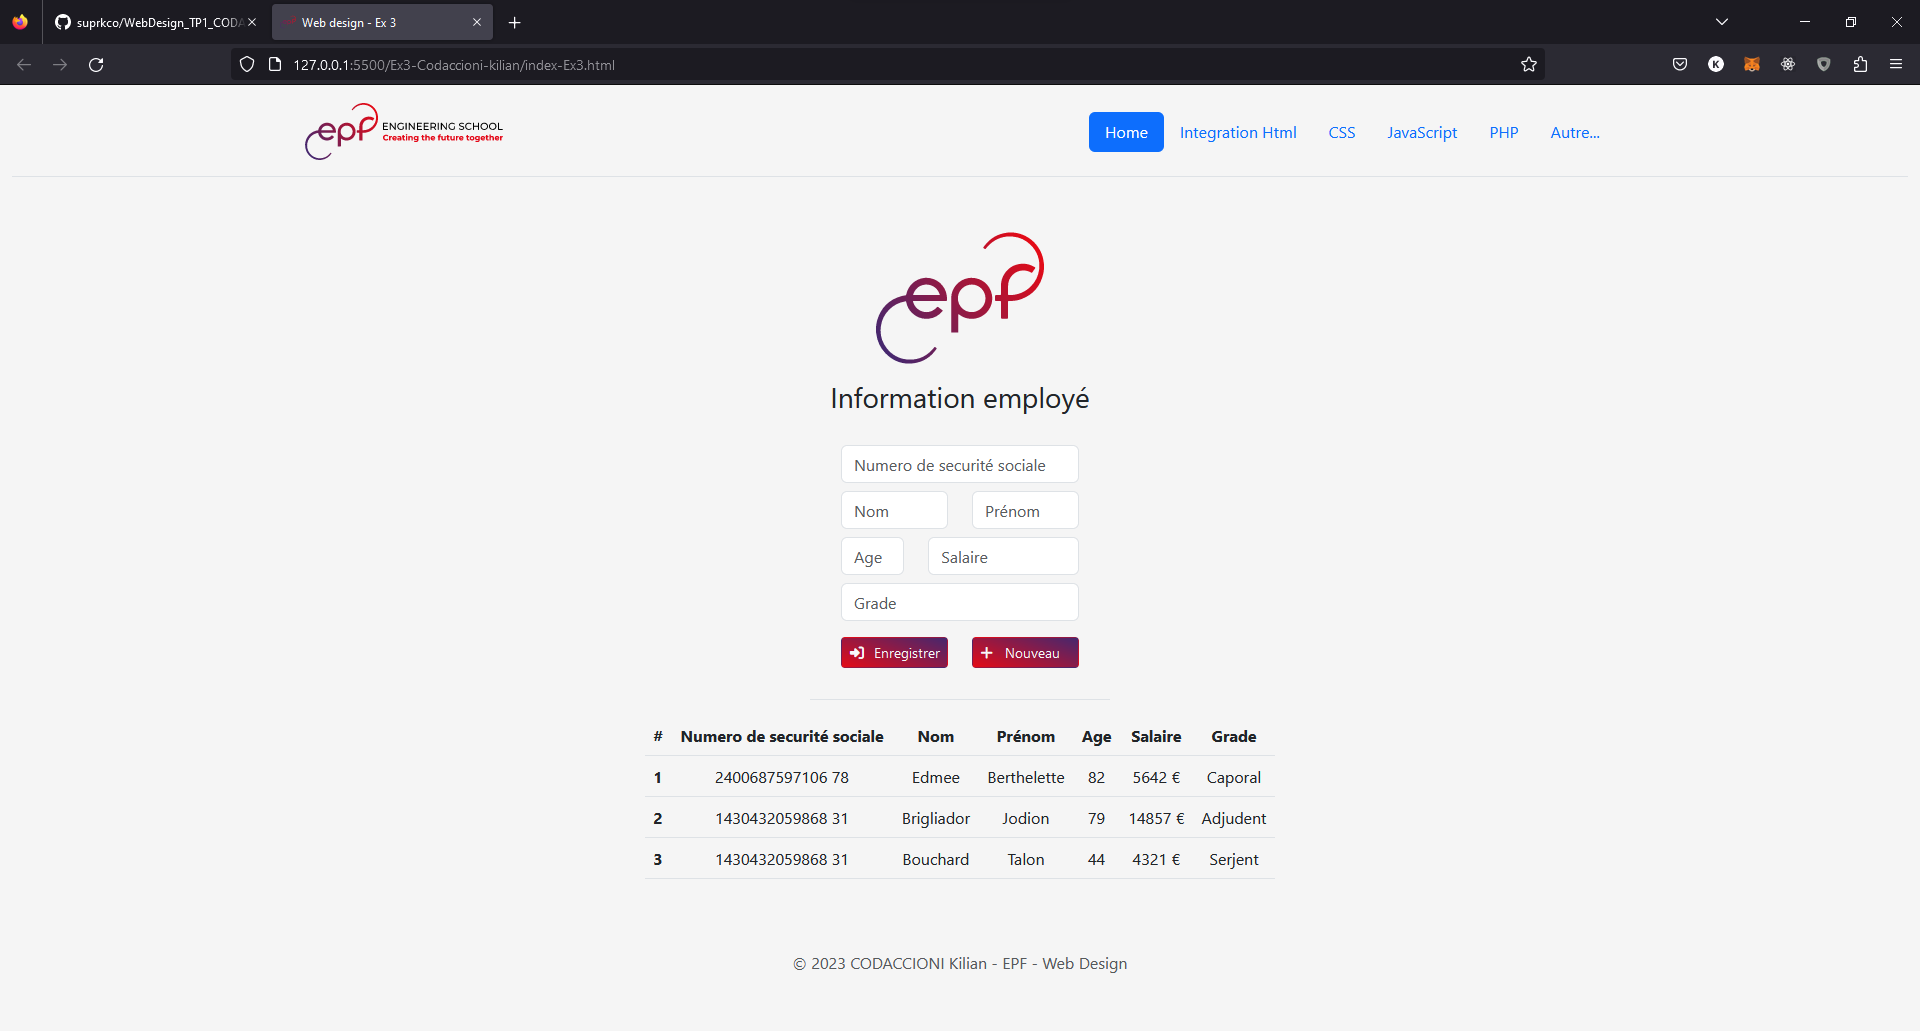 suprkco/WebDesign_TP1_CODA
Web design - Ex 3
127.0.0.1:5500/Ex3-Codaccioni-kilian/index-Ex3.html
K
epf ENGINEERING SCHOOL
Creating the future together
Home Integration Html CSS JavaScript PHP Autre...
epf
Information employé
Numero de securité sociale
Nom Prénom
Age Salaire
Grade
Enregistrer Nouveau
# Numero de securité sociale Nom Prénom Age Salaire Grade
1 2400687597106 78 Edmee Berthelette 82 5642 € Caporal
2 1430432059868 31 Brigliador Jodion 79 14857 € Adjudent
3 1430432059868 31 Bouchard Talon 44 4321 € Serjent
© 2023 CODACCIONI Kilian - EPF - Web Design